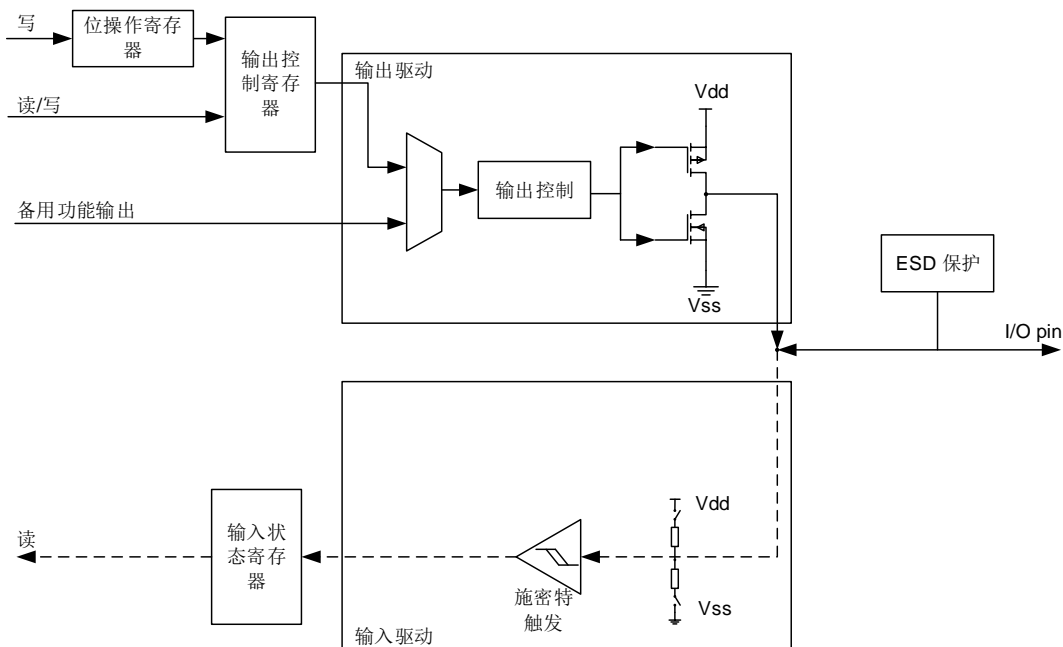 写
位操作寄存
器
输出控
制寄存
器
读/写
备用功能输出
输出驱动
Vdd
输出控制
Vss
ESD 保护
I/O pin
读
输入状
态寄存
器
施密特
触发
Vdd
Vss
输入驱动